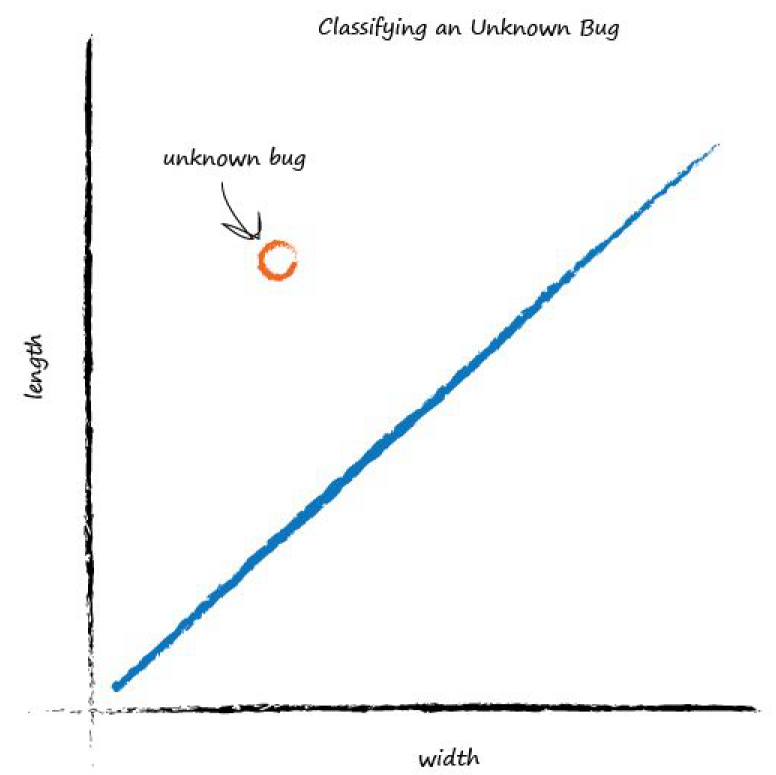 Classifying an Unknown Bug
unknown bug
length
width